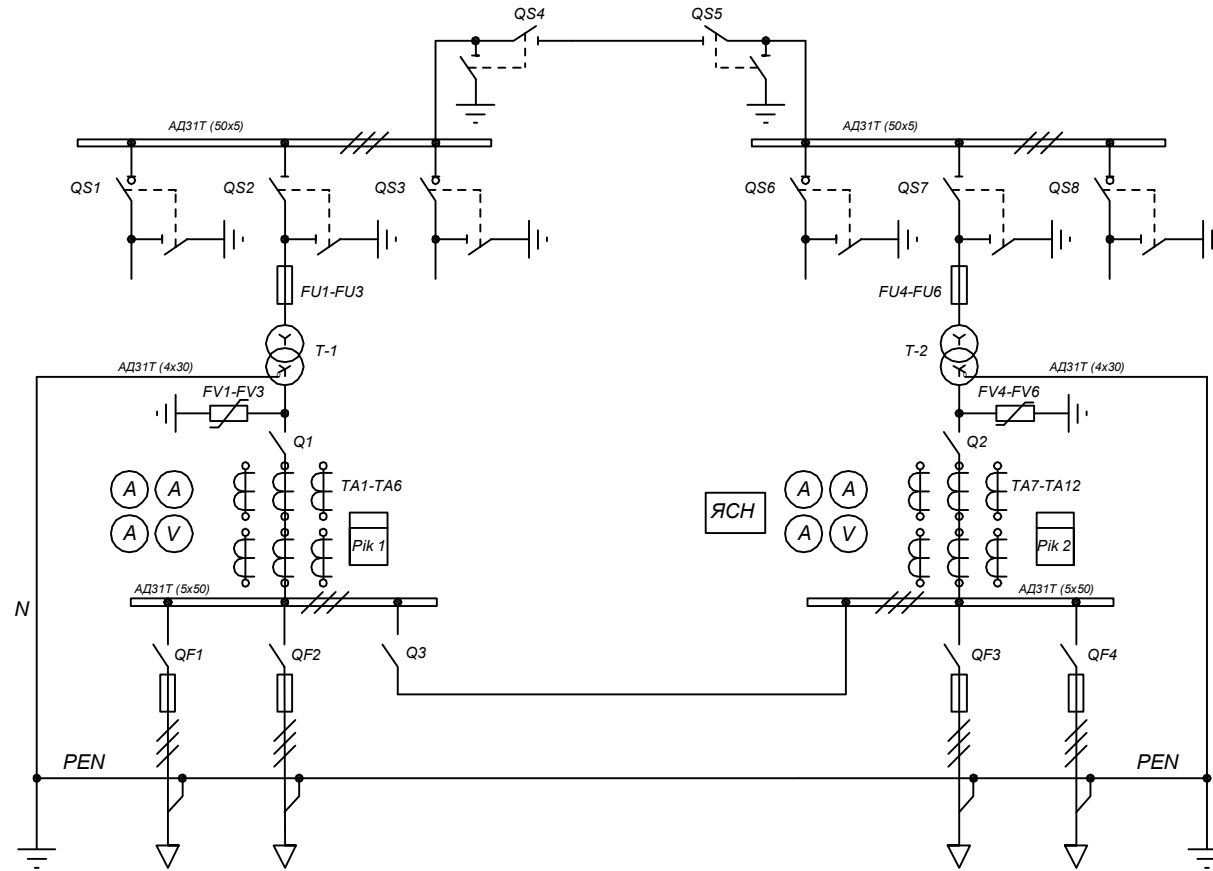 QS4
QS5
АД31Т (50x5)
АД31Т (50x5)
QS1
QS2
QS3
QS6
QS7
QS8
FU1-FU3
FU4-FU6
T-1
T-2
АД31Т (4x30)
АД31Т (4x30)
FV1-FV3
FV4-FV6
Q1
Q2
A
A
TA1-TA6
A
A
TA7-TA12
ЯСН
A
V
Pik 1
A
V
Pik 2
АД31Т (5x50)
АД31Т (5x50)
N
QF1
QF2
Q3
QF3
QF4
PEN
PEN